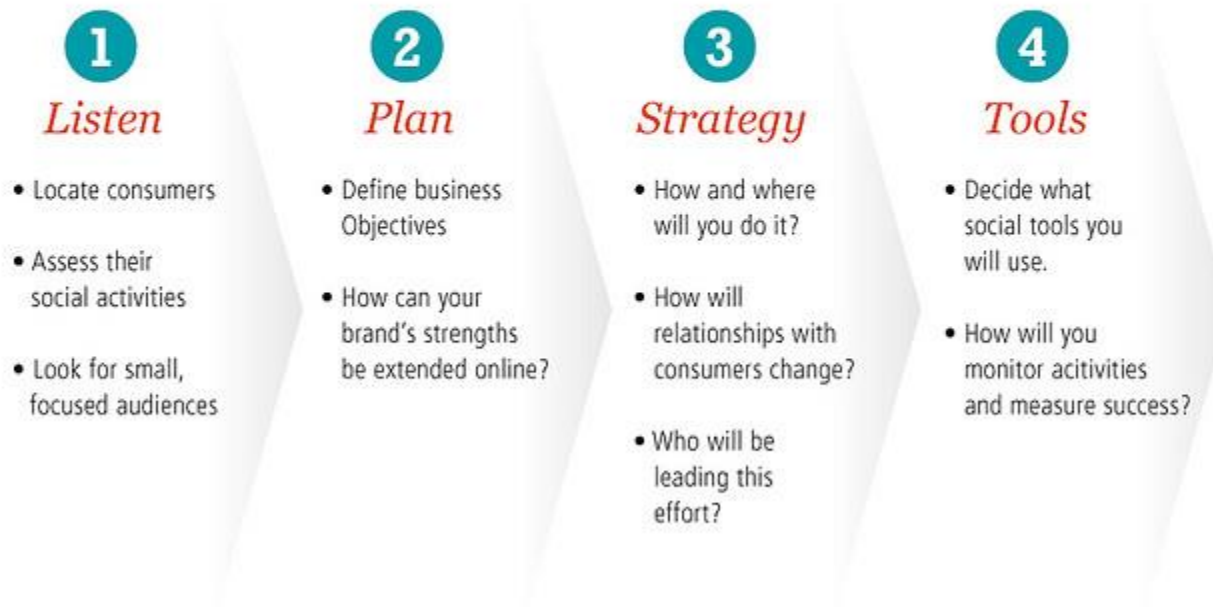 1
Listen
• Locate consumers
• Assess their
social activities
• Look for small,
focused audiences
2
Plan
• Define business
Objectives
• How can your
brand's strengths
be extended online?
3
Strategy
• How and where
will you do it?
• How will
relationships with
consumers change?
• Who will be
leading this
effort?
4
Tools
• Decide what
social tools you
will use.
• How will you
monitor acitivities
and measure success?